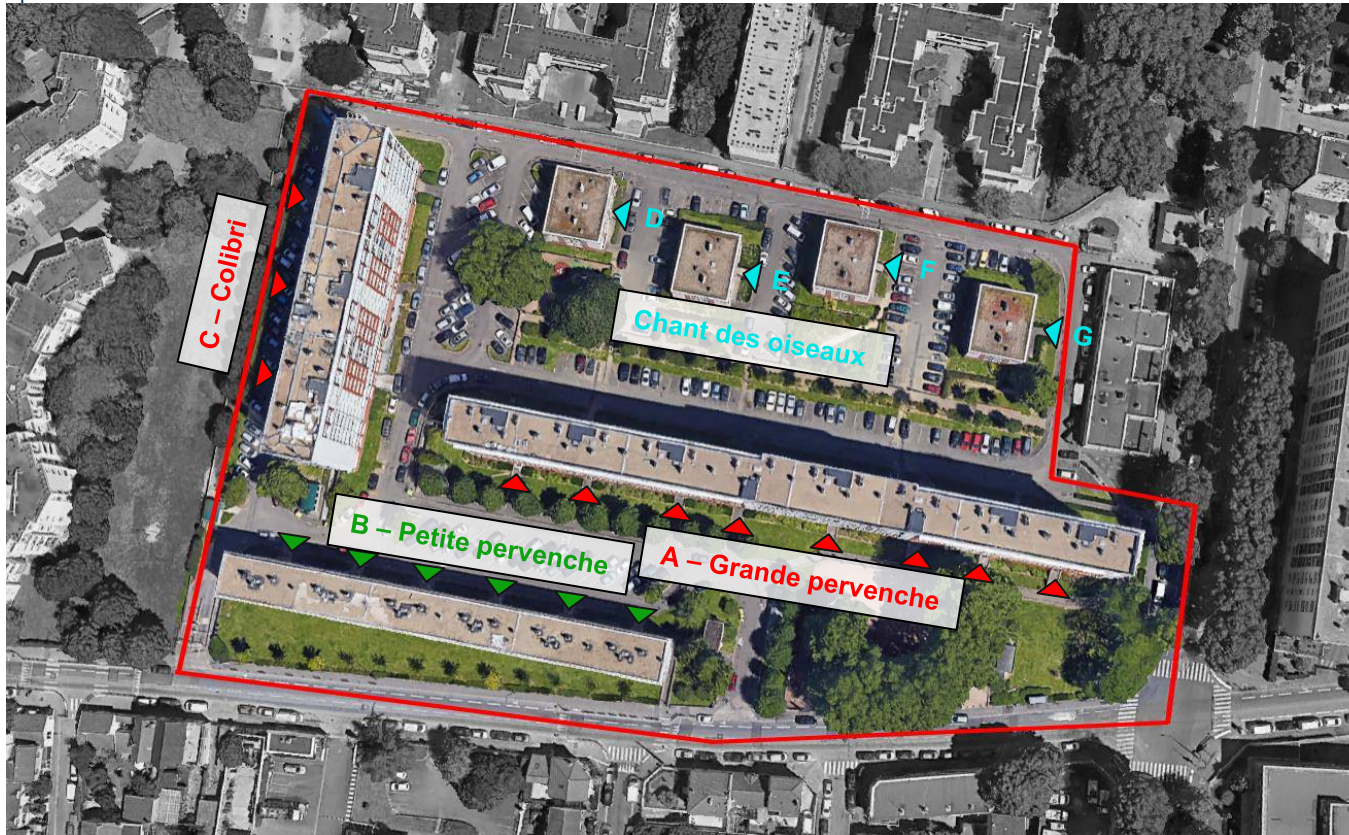 D
E
F
G
Chant des oiseaux
C – Colibri
B – Petite pervenche
A – Grande pervenche